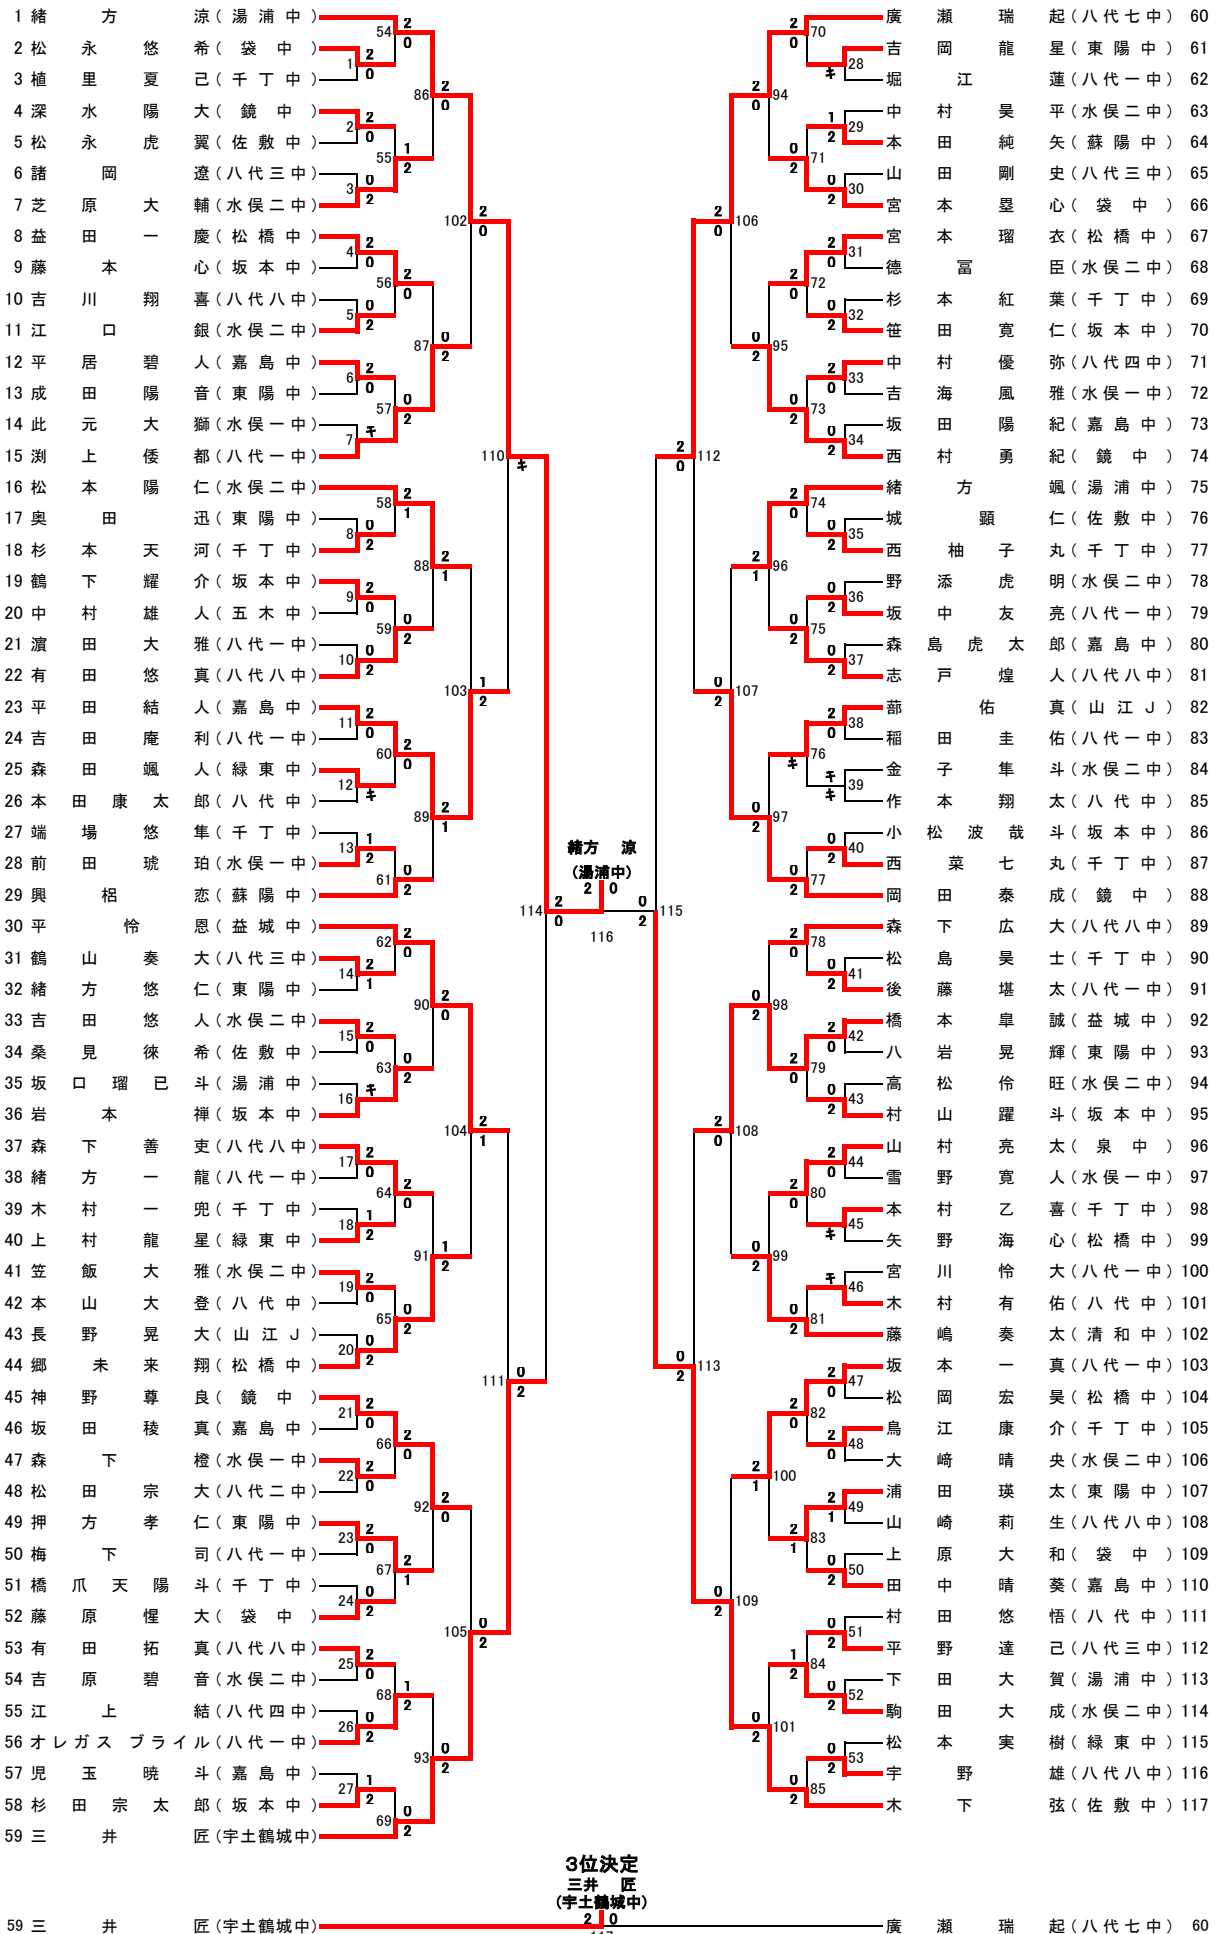 1 緒方涼(湯浦中)
2 松永悠希(袋中)
3 植里夏己(千丁中)
4 深水陽大(鏡中)
5 松永虎翼(佐敷中)
6 諸岡遼(八代三中)
7 芝原大輔(水俣二中)
8 益田一慶(松橋中)
9 藤本心(坂本中)
10 吉川翔喜(八代八中)
11 江口銀(水俣二中)
12 平居碧人(嘉島中)
13 成田陽音(東陽中)
14 此元大獅(水俣一中)
15 渕上倭都(八代一中)
16 松本陽仁(水俣二中)
17 奥田迅(東陽中)
18 杉本天河(千丁中)
19 鶴下耀介(坂本中)
20 中村雄人(五木中)
21 濵田大雅(八代一中)
22 有田悠真(八代八中)
23 平田結人(嘉島中)
24 吉田庵利(八代一中)
25 森田颯人(緑東中)
26 本田康太郎(八代中)
27 端場悠隼(千丁中)
28 前田琥珀(水俣一中)
29 興梠恋(蘇陽中)
30 平怜恩(益城中)
31 鶴山奏大(八代三中)
32 緒方悠仁(東陽中)
33 吉田悠人(水俣二中)
34 桑見徠希(佐敷中)
35 坂口瑠已斗(湯浦中)
36 岩本禅(坂本中)
37 森下善吏(八代八中)
38 緒方一龍(八代一中)
39 木村一兜(千丁中)
40 上村龍星(緑東中)
41 笠飯大雅(水俣二中)
42 本山大登(八代中)
43 長野晃大(山江J)
44 郷未来翔(松橋中)
45 神野尊良(鏡中)
46 坂田稜真(嘉島中)
47 森下橙(水俣一中)
48 松田宗大(八代二中)
49 押方孝仁(東陽中)
50 梅下司(八代一中)
51 橋爪天陽斗(千丁中)
52 藤原惺大(袋中)
53 有田拓真(八代八中)
54 吉原碧音(水俣二中)
55 江上結(八代四中)
56 オレガス ブライル(八代一中)
57 児玉暁斗(嘉島中)
58 杉田宗太郎(坂本中)
59 三井匠(宇土鶴城中)
廣瀬瑞起(八代七中) 60
吉岡龍星(東陽中) 61
堀江蓮(八代一中) 62
中村昊平(水俣二中) 63
本田純矢(蘇陽中) 64
山田剛史(八代三中) 65
宮本塁心(袋中) 66
宮本瑠衣(松橋中) 67
德冨臣(水俣二中) 68
杉本紅葉(千丁中) 69
笹田寛仁(坂本中) 70
中村優弥(八代四中) 71
吉海風雅(水俣一中) 72
坂田陽紀(嘉島中) 73
西村勇紀(鏡中) 74
緒方颯(湯浦中) 75
城顕仁(佐敷中) 76
西柚子丸(千丁中) 77
野添虎明(水俣二中) 78
坂中友亮(八代一中) 79
森島虎太郎(嘉島中) 80
志戸煌人(八代八中) 81
蔀佑真(山江J) 82
稲田圭佑(八代一中) 83
金子隼斗(水俣二中) 84
作本翔太(八代中) 85
小松波哉斗(坂本中) 86
西菜七丸(千丁中) 87
岡田泰成(鏡中) 88
森下広大(八代八中) 89
松島昊士(千丁中) 90
後藤堪太(八代一中) 91
橋本皐誠(益城中) 92
八岩晃輝(東陽中) 93
高松伶旺(水俣二中) 94
村山躍斗(坂本中) 95
山村亮太(泉中) 96
雪野寛人(水俣一中) 97
本村乙喜(千丁中) 98
矢野海心(松橋中) 99
宮川怜大(八代一中) 100
木村有佑(八代中) 101
藤嶋奏太(清和中) 102
坂本一真(八代一中) 103
松岡宏昊(松橋中) 104
鳥江康介(千丁中) 105
大﨑晴央(水俣二中) 106
浦田瑛太(東陽中) 107
山崎莉生(八代八中) 108
上原大和(袋中) 109
田中晴葵(嘉島中) 110
村田悠悟(八代中) 111
平野達己(八代三中) 112
下田大賀(湯浦中) 113
駒田大成(水俣二中) 114
松本実樹(緑東中) 115
宇野雄(八代八中) 116
木下弦(佐敷中) 117
緒方 涼
(湯浦中)
2 0
116
3位決定
三井 匠
(宇土鶴城中)
2 0
59 三井匠(宇土鶴城中)
廣瀬瑞起(八代七中) 60